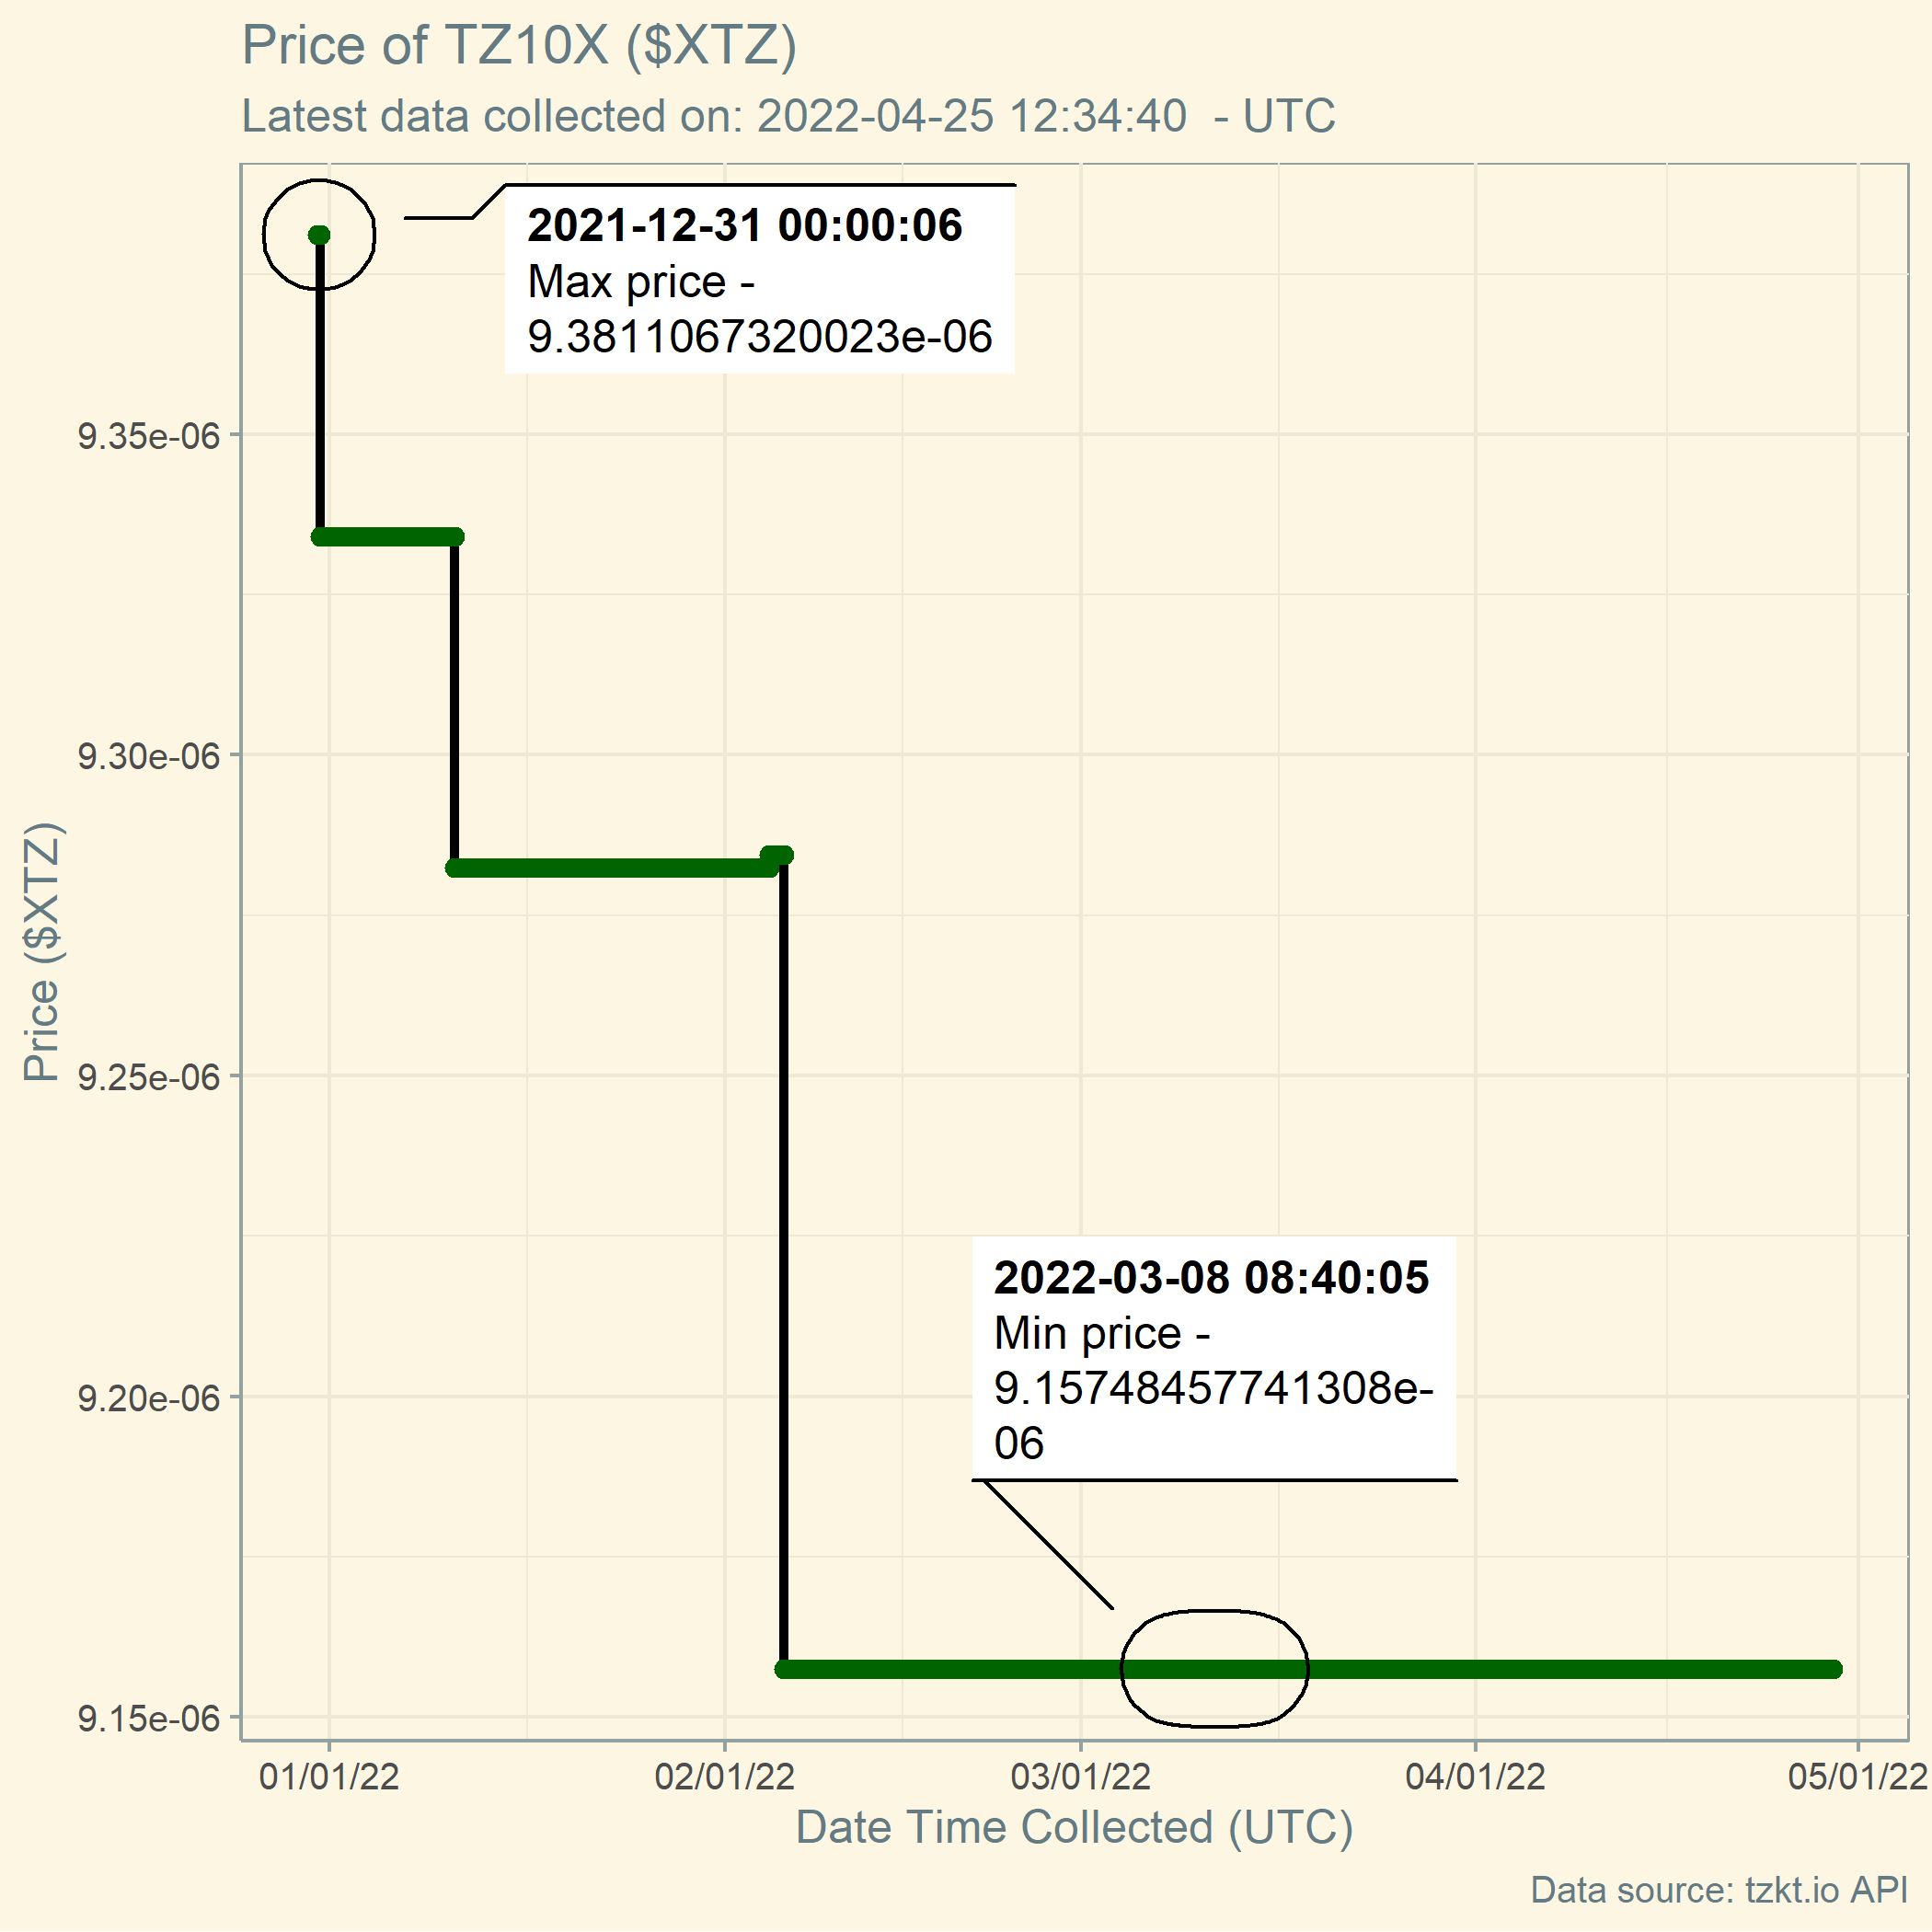 Price of TZ10X ($XTZ)
Latest data collected on: 2022-04-25 12:34:40  - UTC
2021-12-31 00:00:06
Max price -
9.3811067320023e-06
9.35e-06
9.30e-06
9.25e-06
9.20e-06
9.15e-06
Price ($XTZ)
2022-03-08 08:40:05
Min price -
9.15748457741308e-
06
01/01/22
02/01/22
03/01/22
04/01/22
05/01/22
Date Time Collected (UTC)
Data source: tzkt.io API